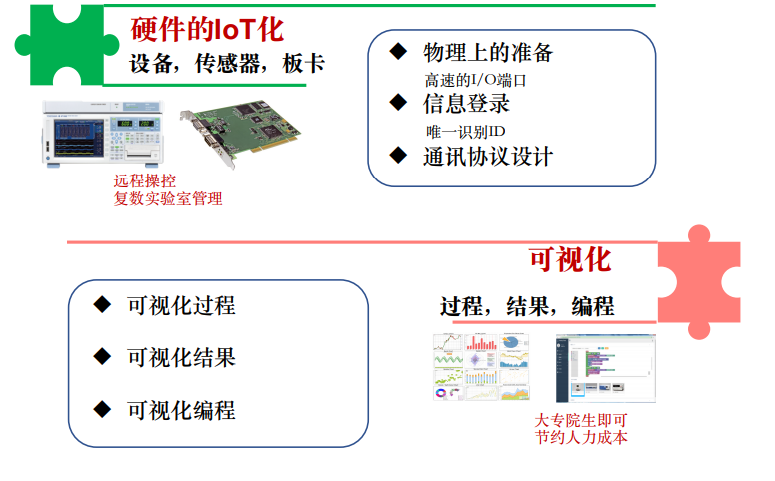 硬件的IoT化
设备，传感器，板卡
远程操控
复数实验室管理
◆ 物理上的准备
高速的I/O端口
◆ 信息登录
唯一识别ID
◆ 通讯协议设计
可视化
过程，结果，编程
◆ 可视化过程
◆ 可视化结果
◆ 可视化编程
大专院生即可
节约人力成本